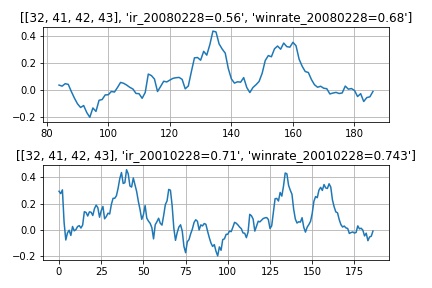 [[32, 41, 42, 43], 'ir_20080228=0.56', 'winrate_20080228=0.68']
0.4
0.2
0.0
−0.2
80 100 120 140 160 180
[[32, 41, 42, 43], 'ir_20010228=0.71', 'winrate_20010228=0.743']
0.4
0.2
0.0
−0.2
0 25 50 75 100 125 150 175